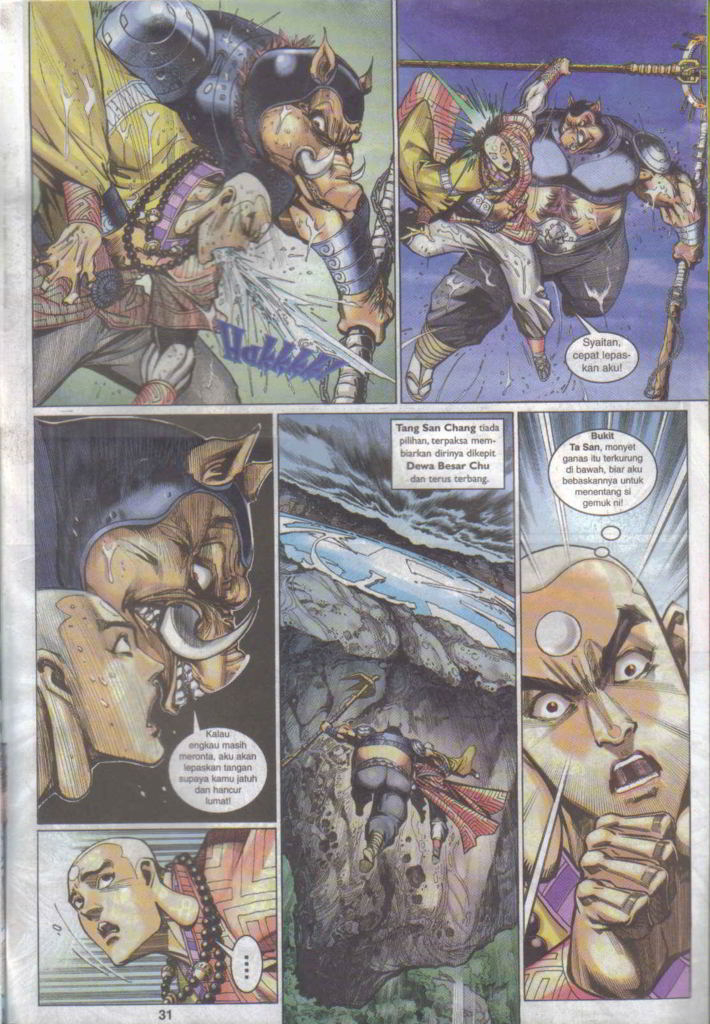 Uakkkk!
Syaitan,
cepat lepas-
kan aku!
Kalau
engkau masih
meronta, aku akan
lepaskan tangan
supaya kamu jatuh
dan hancur
lumat!
....
Tang San Chang tiada
pilihan, terpaksa mem-
biarkan dirinya dikepit
Dewa Besar Chu
dan terus terbang.
Bukit
Ta San, monyet
ganas itu terkurung
di bawah, biar aku
bebaskannya untuk
menentang si
gemuk ni!
31